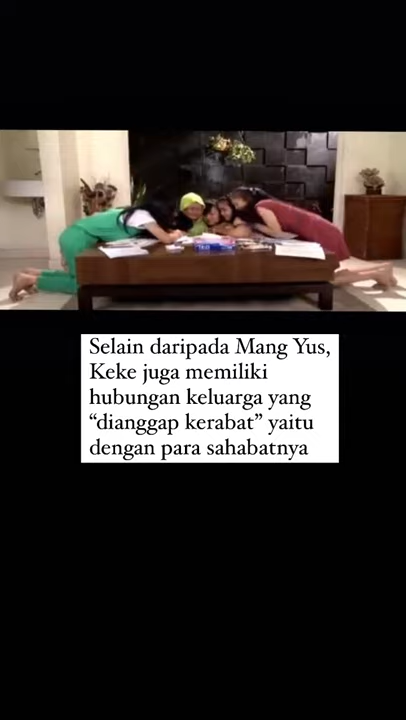 Selain daripada Mang Yus,
Keke juga memiliki
hubungan keluarga yang
“dianggap kerabat” yaitu
dengan para sahabatnya